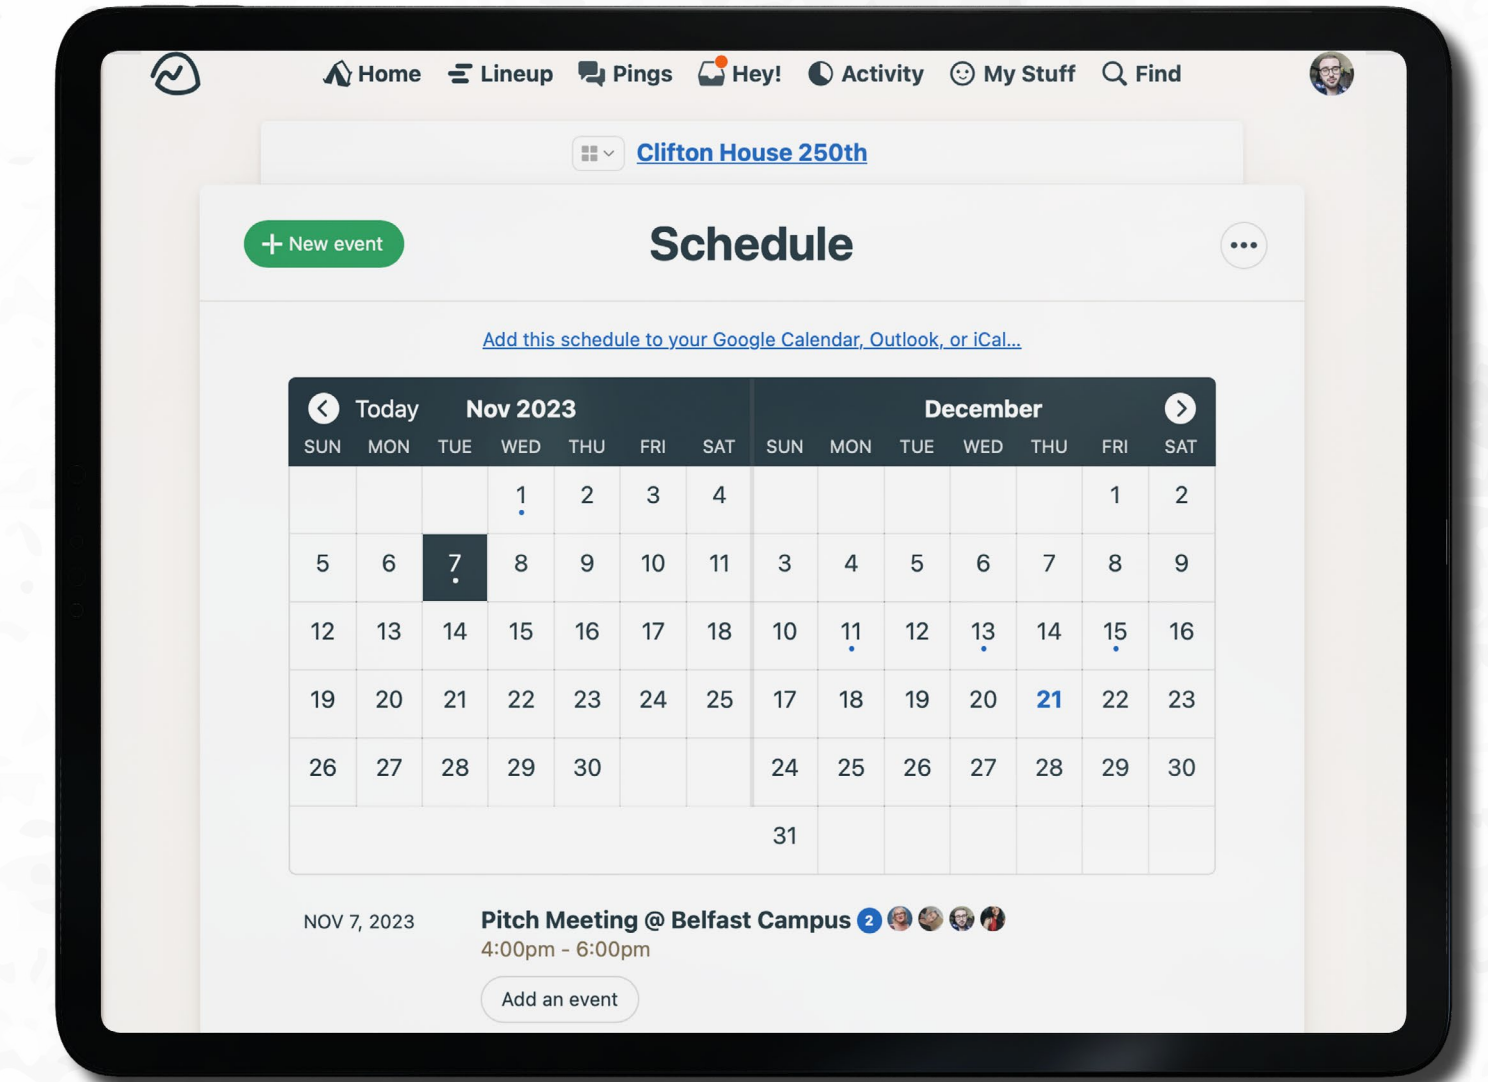 Home Lineup Pings Hey! Activity My Stuff Find
Clifton House 250th
New event
Schedule
Add this schedule to your Google Calendar, Outlook, or iCal...
Today Nov 2023 December
SUN MON TUE WED THU FRI SAT SUN MON TUE WED THU FRI SAT
1 2 3 4 1 2
5 6 7 8 9 10 11 3 4 5 6 7 8 9
12 13 14 15 16 17 18 10 11 12 13 14 15 16
19 20 21 22 23 24 25 17 18 19 20 21 22 23
26 27 28 29 30 24 25 26 27 28 29 30
31
NOV 7, 2023 Pitch Meeting @ Belfast Campus 2
4:00pm - 6:00pm
Add an event